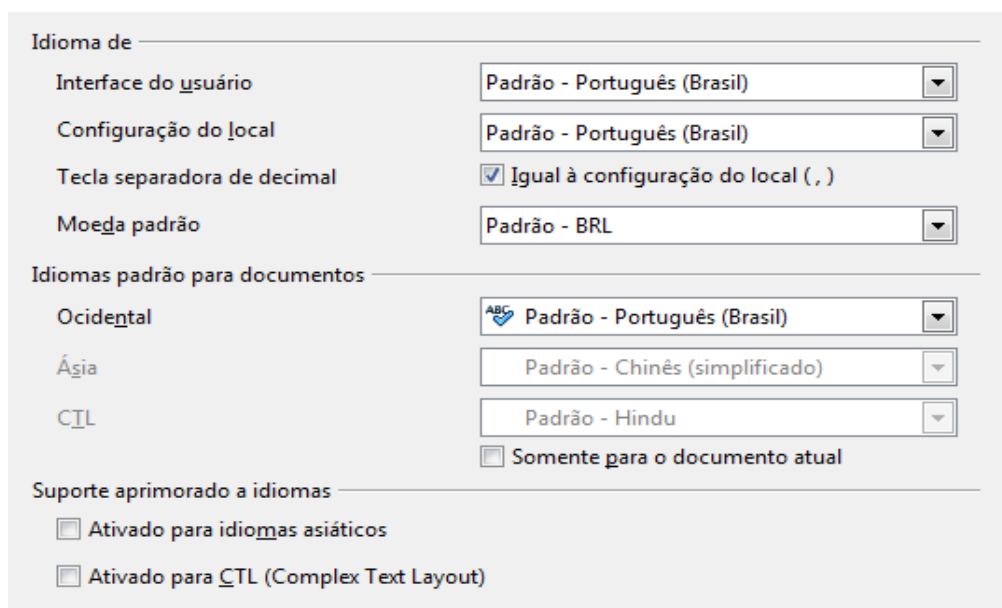 Idioma de
Interface do usuário Padrão - Português (Brasil)
Configuração do local Padrão - Português (Brasil)
Tecla separadora de decimal Igual à configuração do local ( , )
Moeda padrão Padrão - BRL
Idiomas padrão para documentos
Ocidental ABC Padrão - Português (Brasil)
Ásia Padrão - Chinês (simplificado)
CTL Padrão - Hindu
Somente para o documento atual
Suporte aprimorado a idiomas
Ativado para idiomas asiáticos
Ativado para CTL (Complex Text Layout)